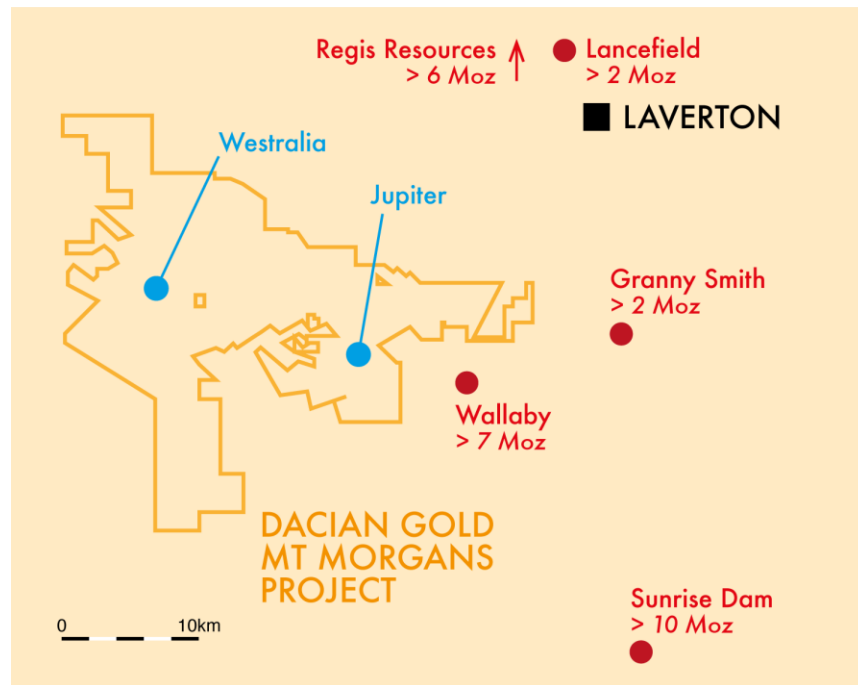 Regis Resources
> 6 Moz
Lancefield
> 2 Moz
LAVERTON
Westralia
Jupiter
Granny Smith
> 2 Moz
Wallaby
> 7 Moz
DACIAN GOLD
MT MORGANS
PROJECT
Sunrise Dam
> 10 Moz
0 10km